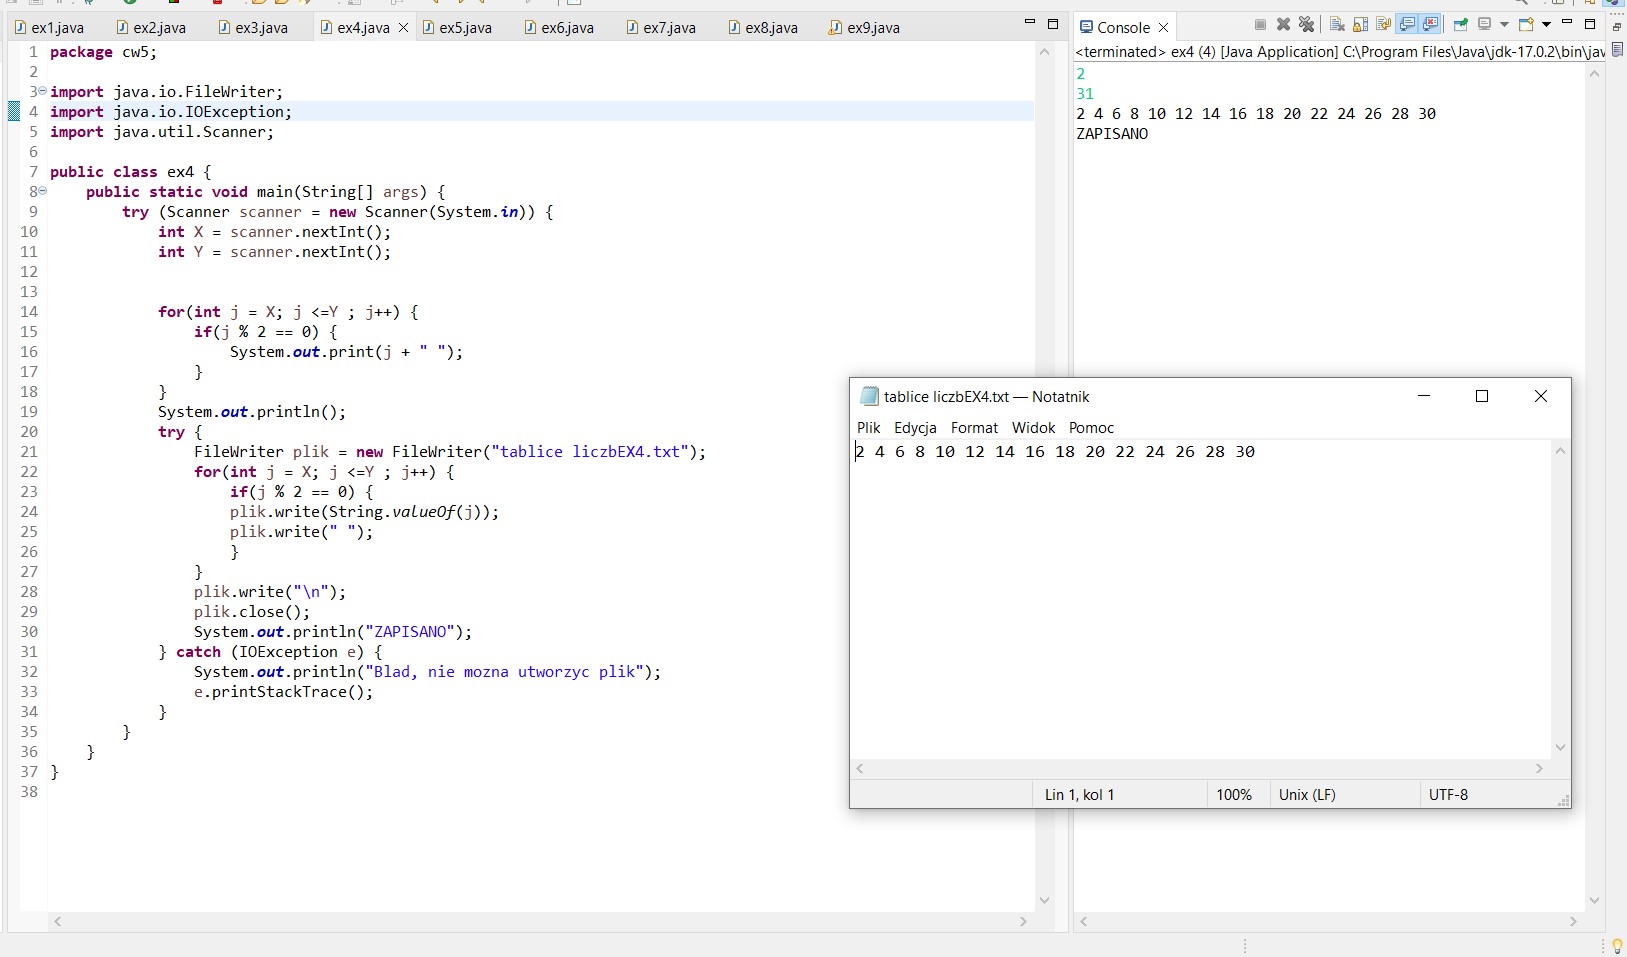 ex1.java ex2.java ex3.java ex4.java ex5.java ex6.java ex7.java ex8.java ex9.java
1 package cw5;
2
3 import java.io.FileWriter;
4 import java.io.IOException;
5 import java.util.Scanner;
6
7 public class ex4 {
8 public static void main(String[] args) {
9 try (Scanner scanner = new Scanner(System.in)) {
10 int X = scanner.nextInt();
11 int Y = scanner.nextInt();
12
13
14 for(int j = X; j <=Y ; j++) {
15 if(j % 2 == 0) {
16 System.out.print(j + " ");
17 }
18 }
19 System.out.println();
20 try {
21 FileWriter plik = new FileWriter("tablice liczbEX4.txt");
22 for(int j = X; j <=Y ; j++) {
23 if(j % 2 == 0) {
24 plik.write(String.valueOf(j));
25 plik.write(" ");
26 }
27 }
28 plik.write("\n");
29 plik.close();
30 System.out.println("ZAPISANO");
31 } catch (IOException e) {
32 System.out.println("Blad, nie mozna utworzyc plik");
33 e.printStackTrace();
34 }
35 }
36 }
37 }
38
Console
<terminated> ex4 (4) [Java Application] C:\Program Files\Java\jdk-17.0.2\bin\jav
2
31
2 4 6 8 10 12 14 16 18 20 22 24 26 28 30
ZAPISANO
tablice liczbEX4.txt — Notatnik
Plik Edycja Format Widok Pomoc
2 4 6 8 10 12 14 16 18 20 22 24 26 28 30
Lin 1, kol 1 100% Unix (LF) UTF-8